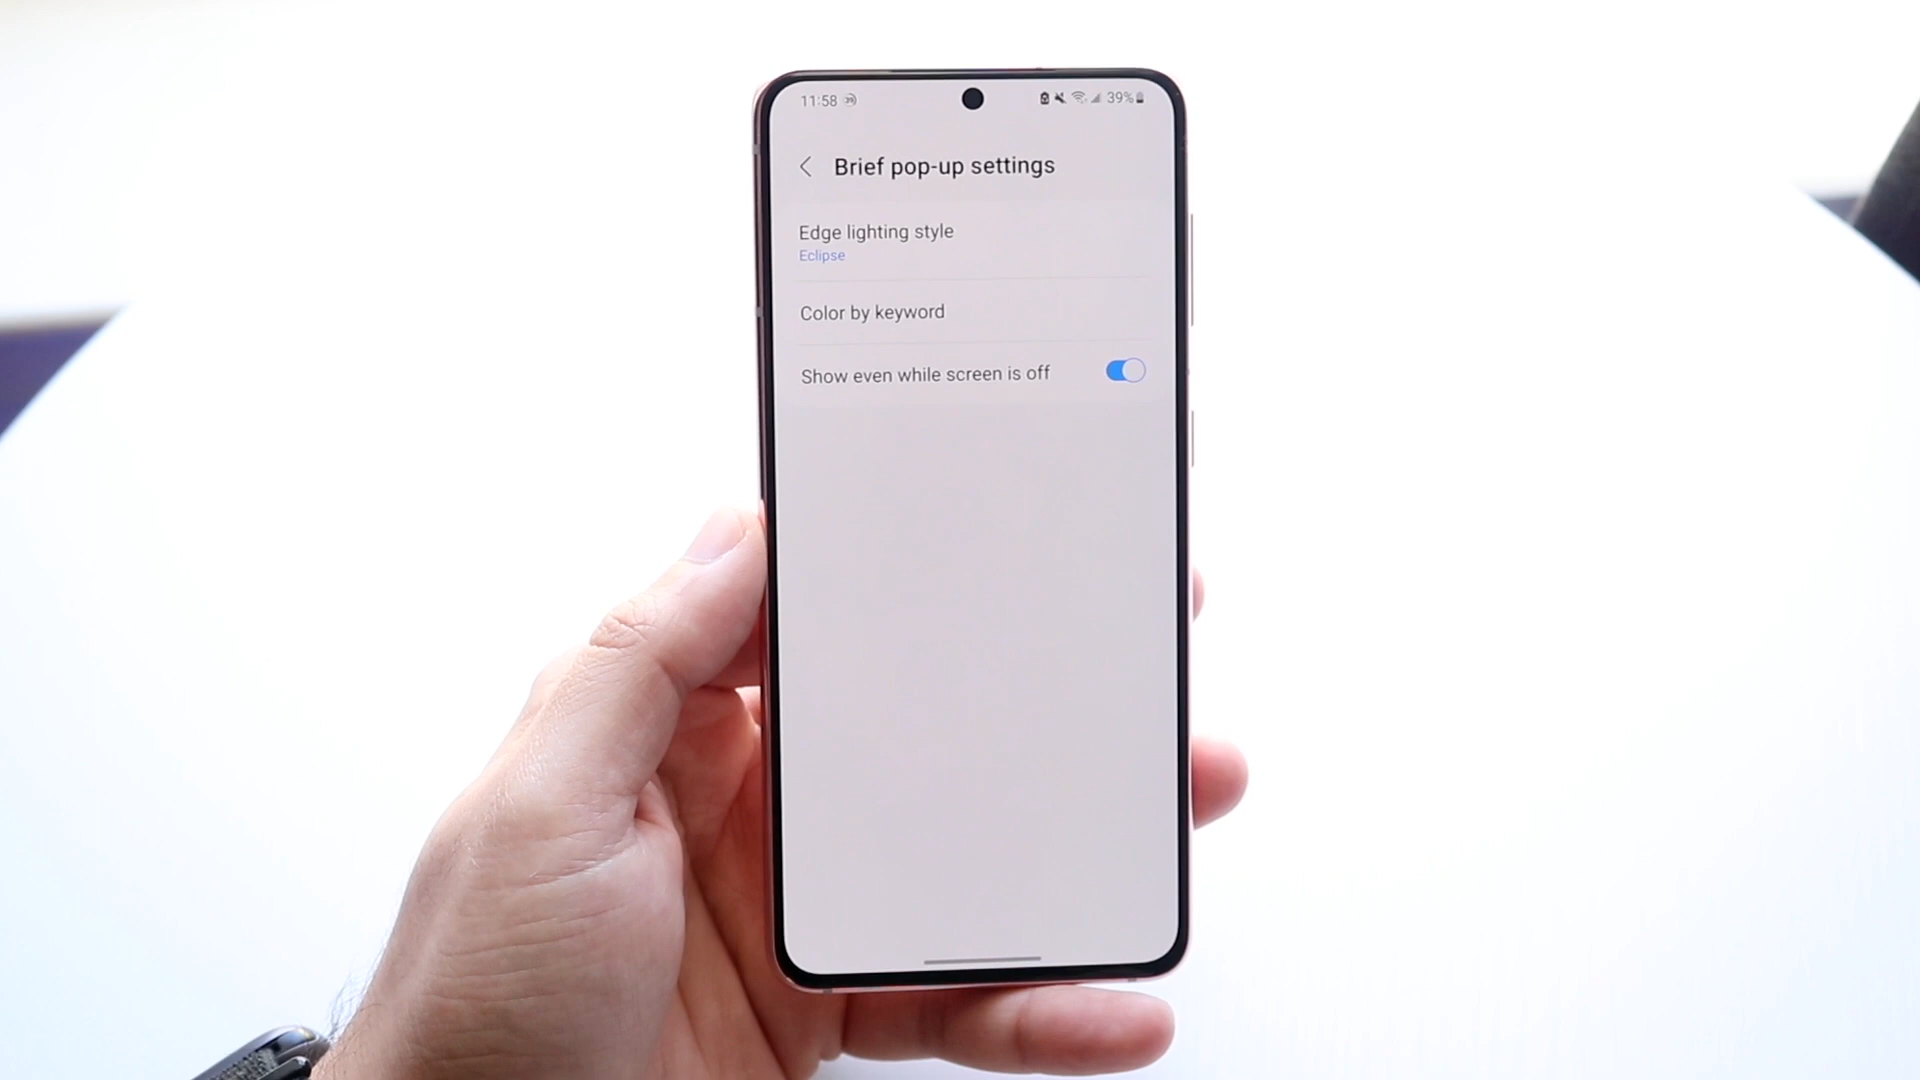 11:58 39%
Brief pop-up settings
Edge lighting style
Eclipse
Color by keyword
Show even while screen is off